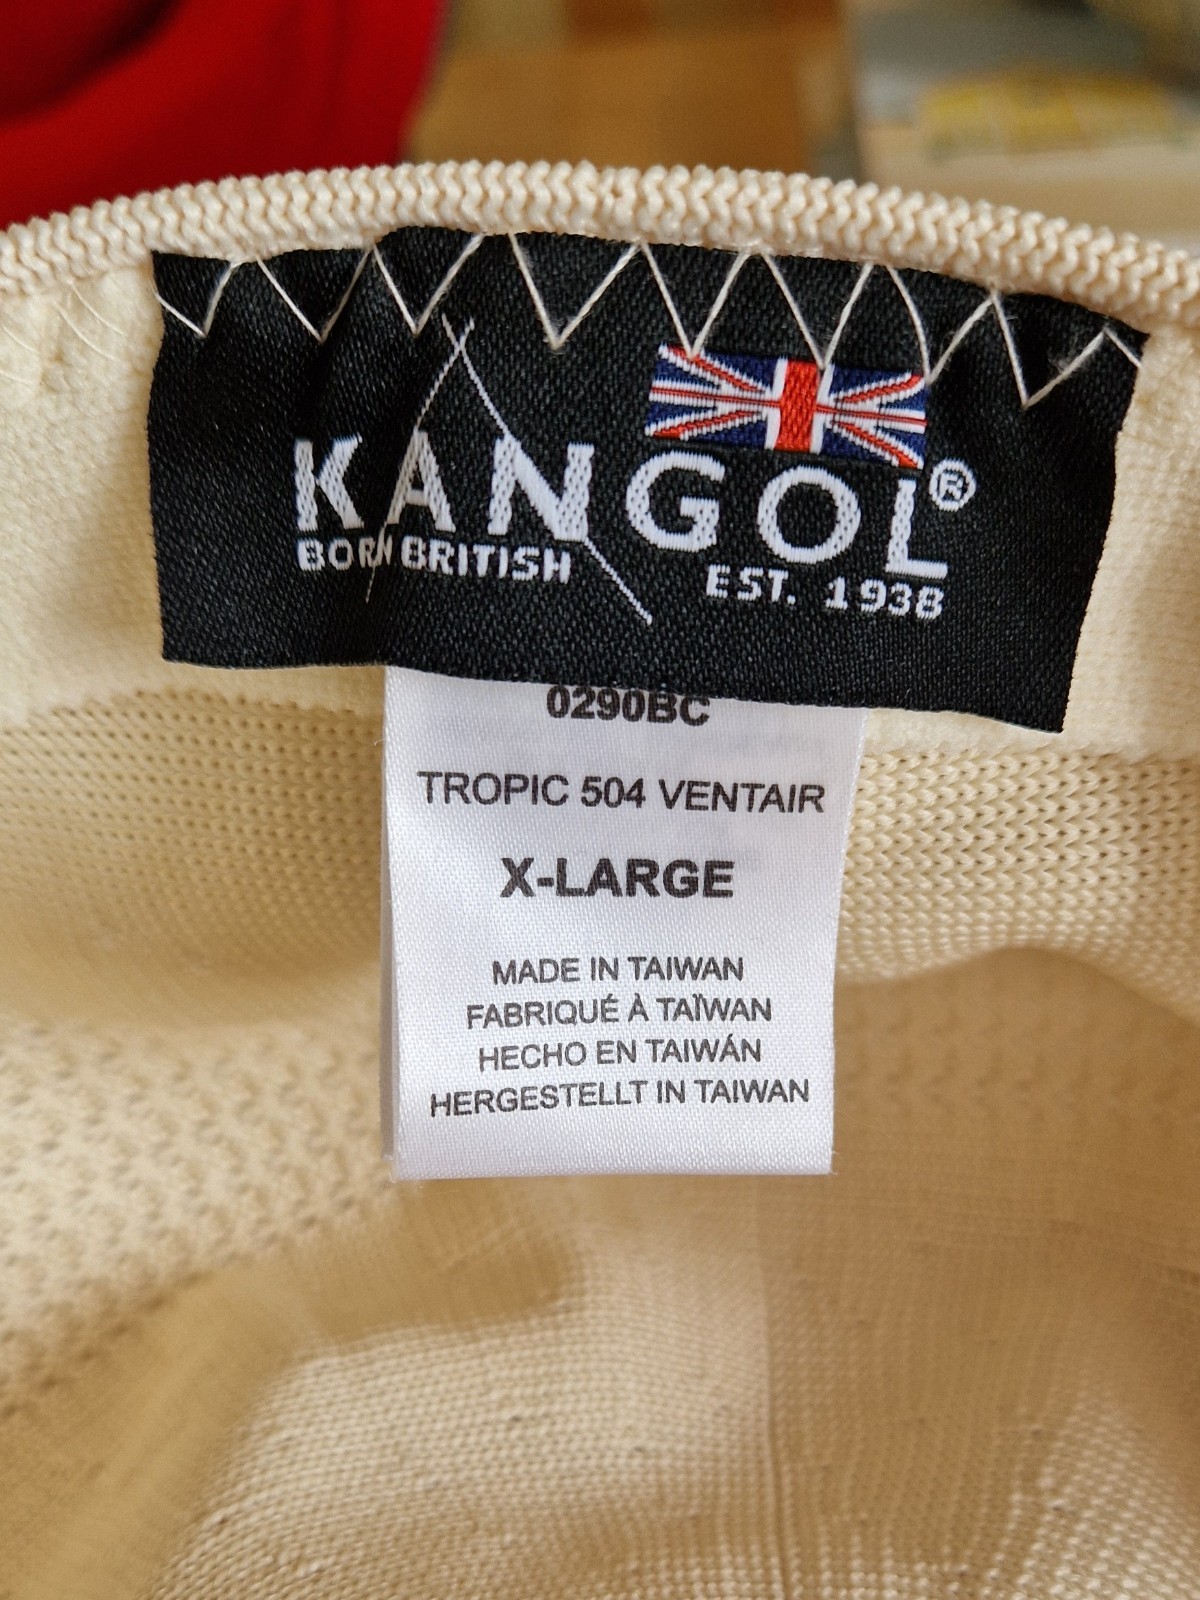 KANGOL®
BORN BRITISH EST. 1938
0290BC
TROPIC 504 VENTAIR
X-LARGE
MADE IN TAIWAN
FABRIQUÉ À TAÏWAN
HECHO EN TAIWÁN
HERGESTELLT IN TAIWAN